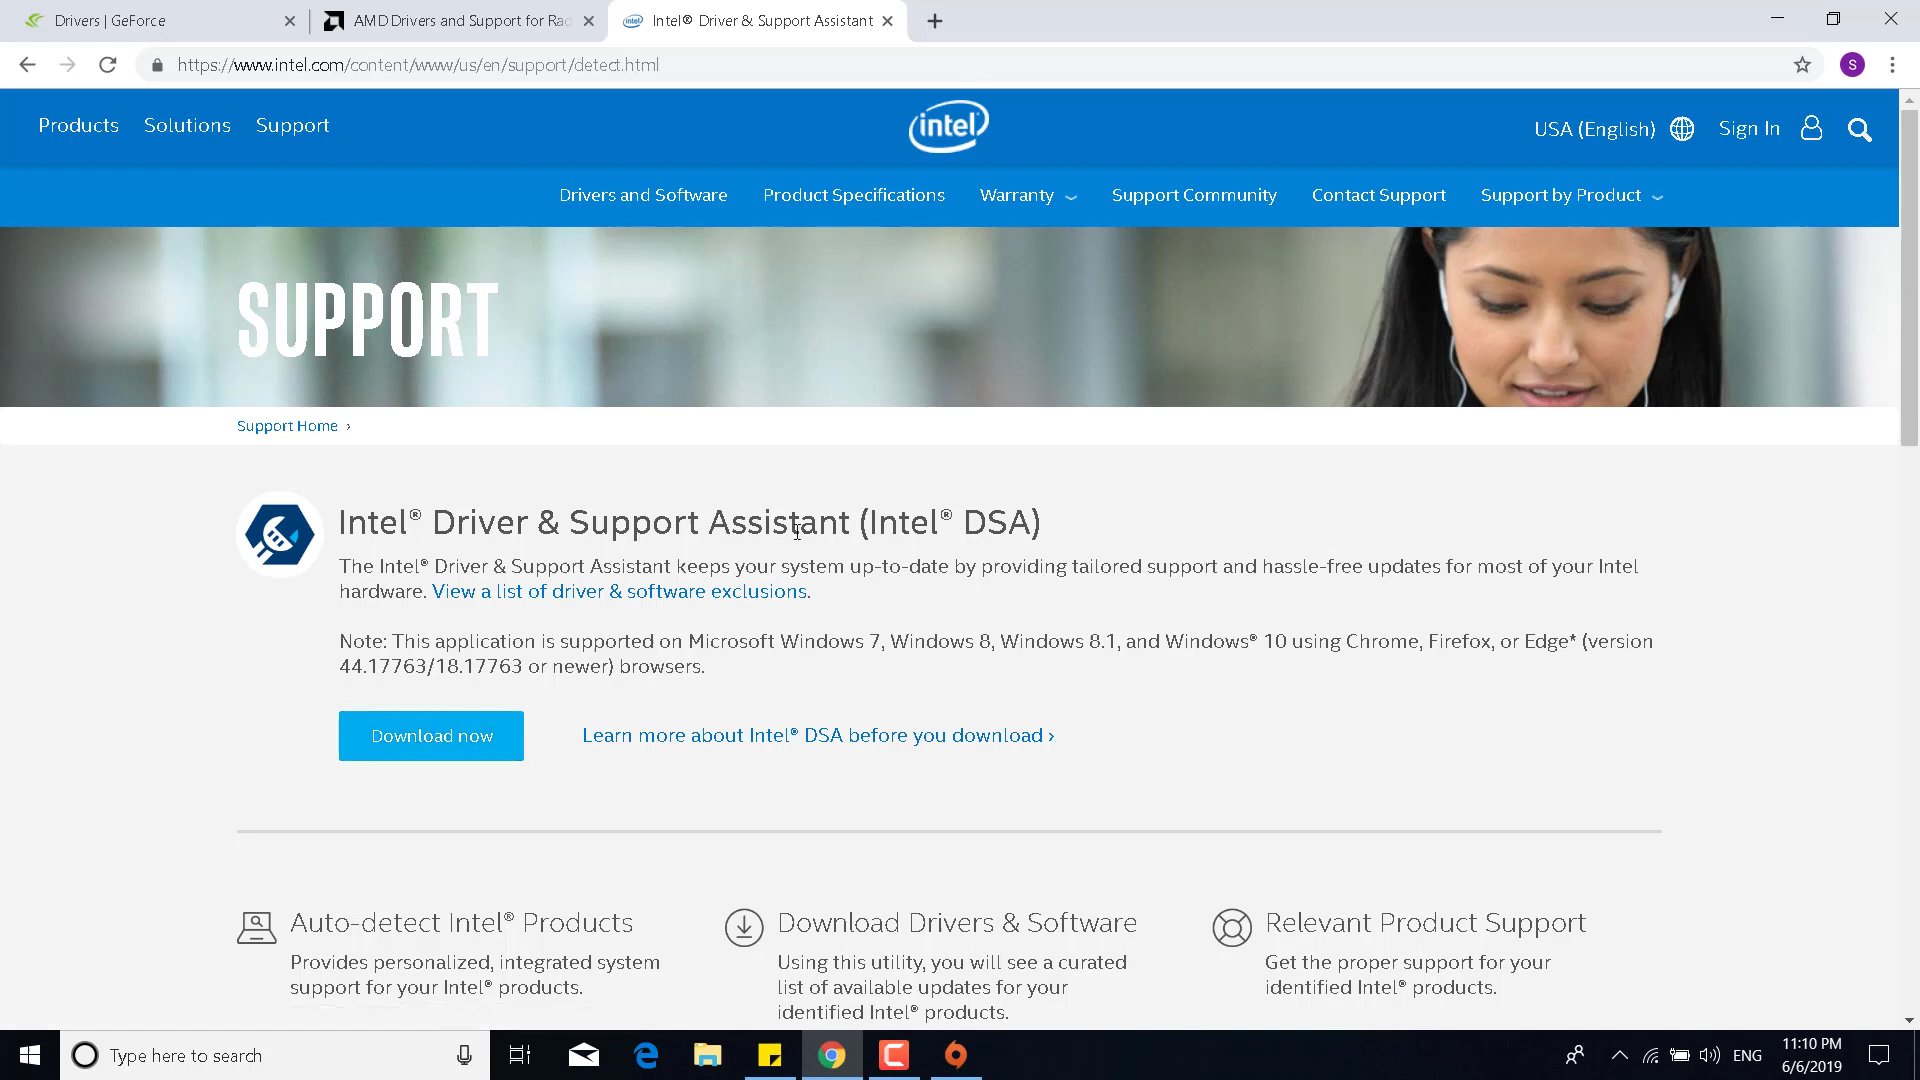 Drivers | GeForce
AMD Drivers and Support for Rad
Intel® Driver & Support Assistant
https://www.intel.com/content/www/us/en/support/detect.html
S
Products
Solutions
Support
intel
USA (English)
Sign In
Drivers and Software
Product Specifications
Warranty
Support Community
Contact Support
Support by Product
SUPPORT
Support Home ›
Intel® Driver & Support Assistant (Intel® DSA)
The Intel® Driver & Support Assistant keeps your system up-to-date by providing tailored support and hassle-free updates for most of your Intel
hardware. View a list of driver & software exclusions.
Note: This application is supported on Microsoft Windows 7, Windows 8, Windows 8.1, and Windows® 10 using Chrome, Firefox, or Edge* (version
44.17763/18.17763 or newer) browsers.
Download now
Learn more about Intel® DSA before you download ›
Auto-detect Intel® Products
Provides personalized, integrated system
support for your Intel® products.
Download Drivers & Software
Using this utility, you will see a curated
list of available updates for your
identified Intel® products.
Relevant Product Support
Get the proper support for your
identified Intel® products.
Type here to search
ENG
11:10 PM
6/6/2019